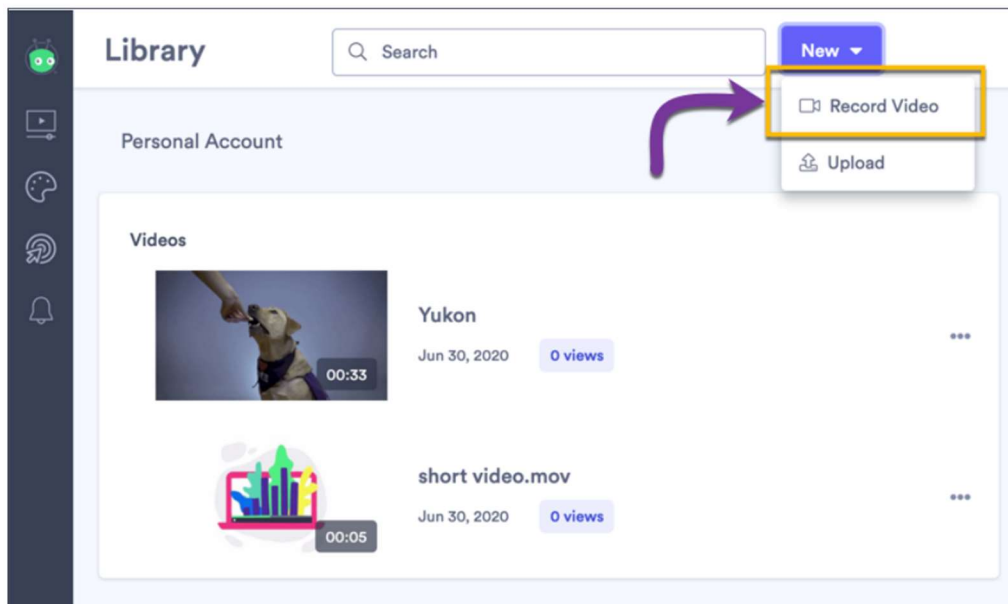 Library
Search
New
Record Video
Personal Account
Upload
Videos
Yukon
Jun 30, 2020 0 views
00:33
short video.mov
Jun 30, 2020 0 views
00:05